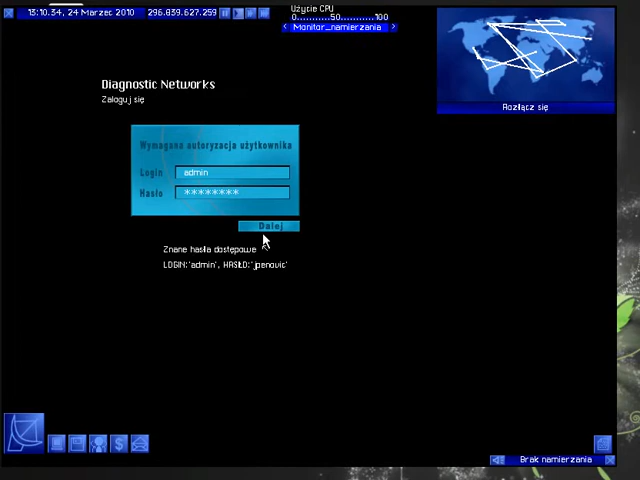 13:10.34, 24 Marzec 2010
296.839.627.259
Użycie CPU
0..........50..........100
Monitor_namierzania
Rozłącz się
Diagnostic Networks
Zaloguj się
Wymagana autoryzacja użytkownika
Login
admin
Hasło
********
Dalej
Znane hasła dostępowe
LOGIN:'admin', HASŁO:'jpenovic'
$
Brak namierzania